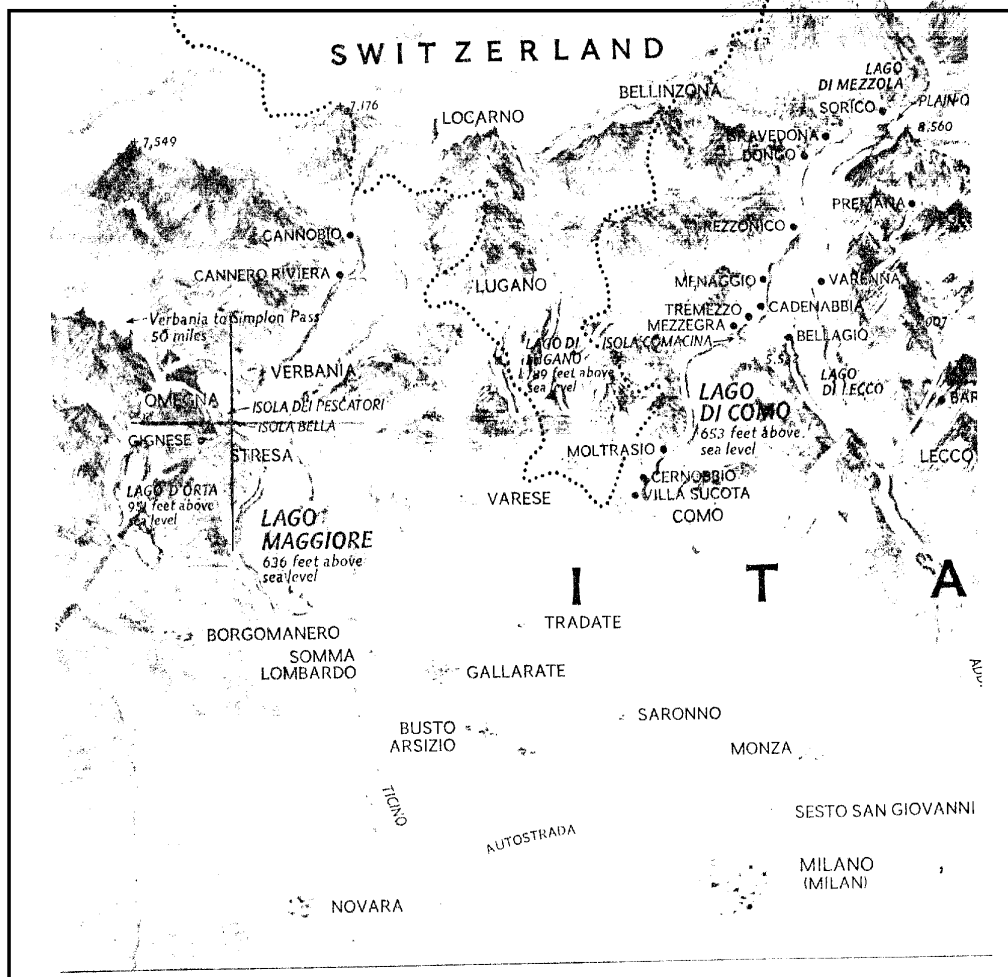 SWITZERLAND
LAGO
DI MEZZOLA
BELLINZONA
SORICO
7,176
LOCARNO
8,560
7,549
DONGO
PREMANA
CANNOBIO
REZZONICO
CANNERO RIVIERA
LUGANO
MENAGGIO
VARENNA
TREMEZZO
CADENABBIA
Verbania to Simplon Pass
50 miles
MEZZEGRA
ISOLA COMACINA
BELLAGIO
LAGO DI
LUGANO
feet above
sea level
VERBANIA
LAGO
DI LECCO
OMEGNA
ISOLA DEI PESCATORI
LAGO
DI COMO
653 feet above
sea level
ISOLA BELLA
GIGNESE
STRESA
MOLTRASIO
LECCO
CERNOBBIO
VILLA SUCOTA
COMO
VARESE
LAGO D'ORTA
feet above
sea level
LAGO
MAGGIORE
636 feet above
sea level
I T A
TRADATE
BORGOMANERO
SOMMA
LOMBARDO
GALLARATE
SARONNO
BUSTO
ARSIZIO
MONZA
TICINO
SESTO SAN GIOVANNI
AUTOSTRADA
MILANO
(MILAN)
NOVARA